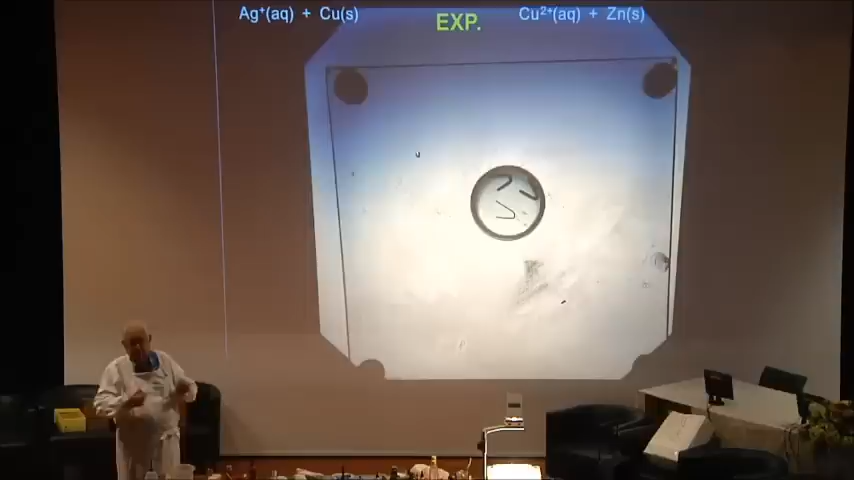 Ag⁺(aq) + Cu(s)
EXP.
Cu²⁺(aq) + Zn(s)